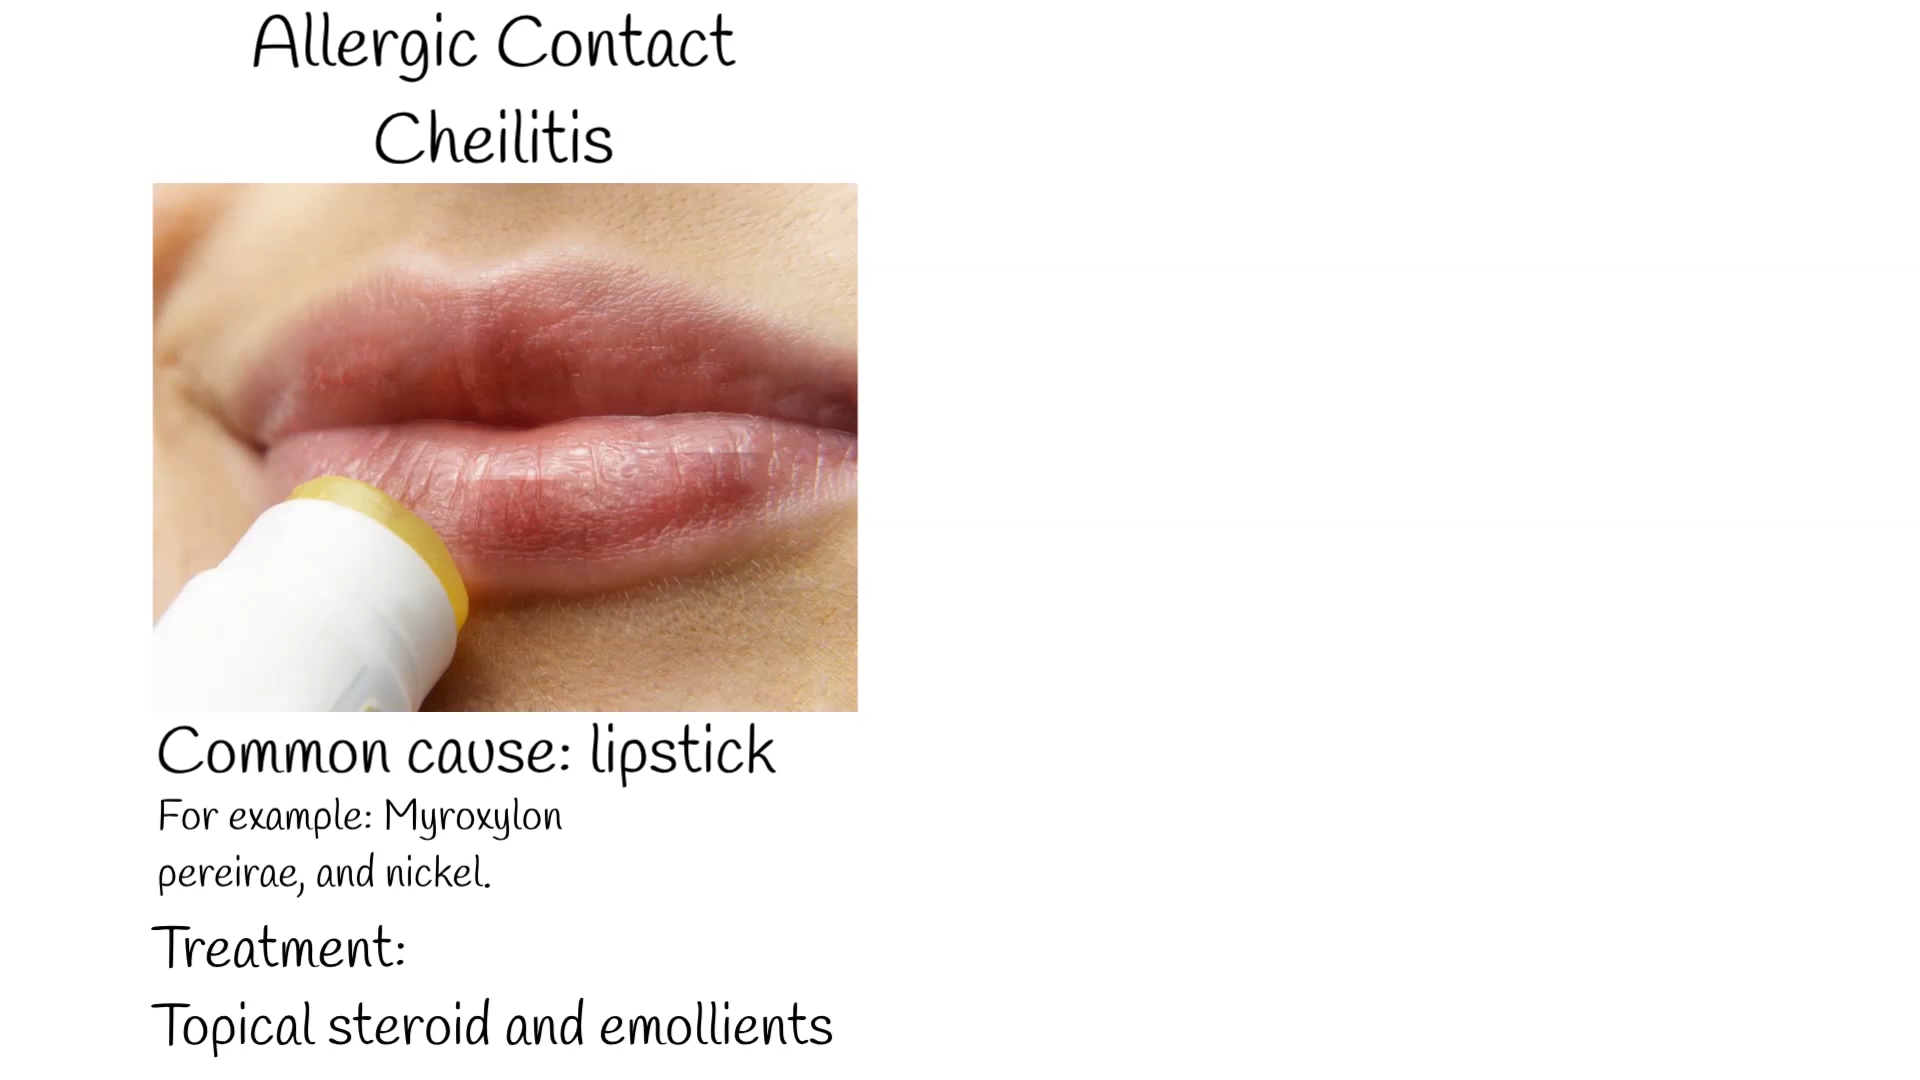 Allergic Contact
Cheilitis
Common cause: lipstick
For example: Myroxylon
pereirae, and nickel.
Treatment:
Topical steroid and emollients